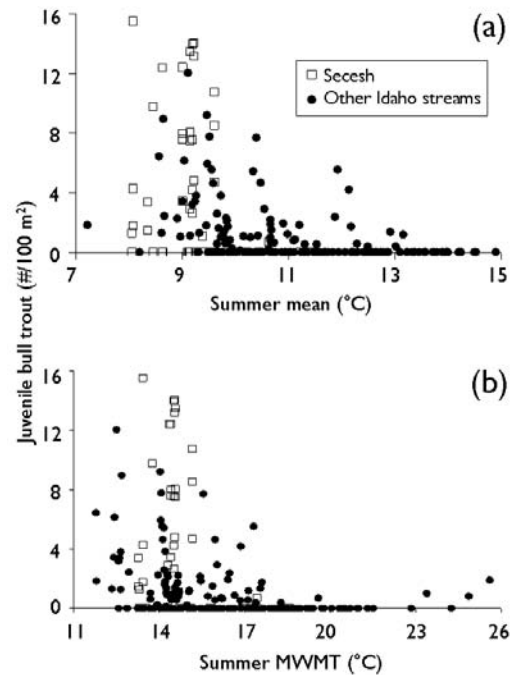 16
(a)
12
□ Secesh
● Other Idaho streams
8
4
0
7 9 11 13 15
Summer mean (°C)
Juvenile bull trout (#/100 m²)
16
(b)
12
8
4
0
11 14 17 20 23 26
Summer MWMT (°C)